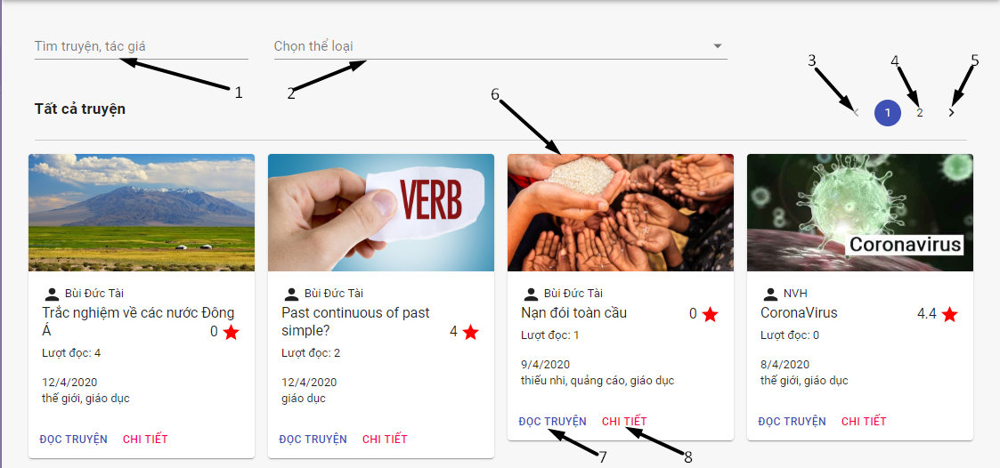 Tìm truyện, tác giá
Chọn thể loại
1
2
3
4
5
6
Tất cả truyện
1
2
VERB
Coronavirus
Bùi Đức Tài
Trắc nghiệm về các nước Đông
Á
0
Lượt đọc: 4
12/4/2020
thế giới, giáo dục
ĐỌC TRUYỆN CHI TIẾT
Bùi Đức Tài
Past continuous of past
simple?
4
Lượt đọc: 2
12/4/2020
giáo dục
ĐỌC TRUYỆN CHI TIẾT
Bùi Đức Tài
Nạn đói toàn cầu
0
Lượt đọc: 1
9/4/2020
thiếu nhi, quảng cáo, giáo dục
ĐỌC TRUYỆN CHI TIẾT
7
8
NVH
CoronaVirus
4.4
Lượt đọc: 0
8/4/2020
thế giới, giáo dục
ĐỌC TRUYỆN CHI TIẾT